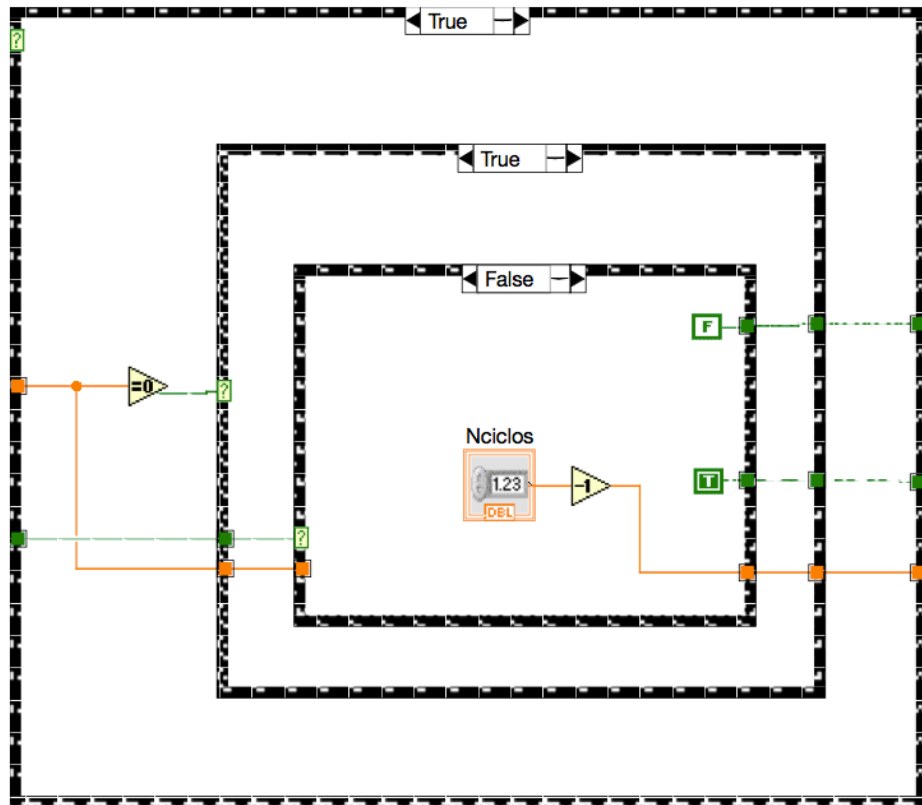 True
?
True
False
F
=0
?
Nciclos
1.23
DBL
-1
T
?